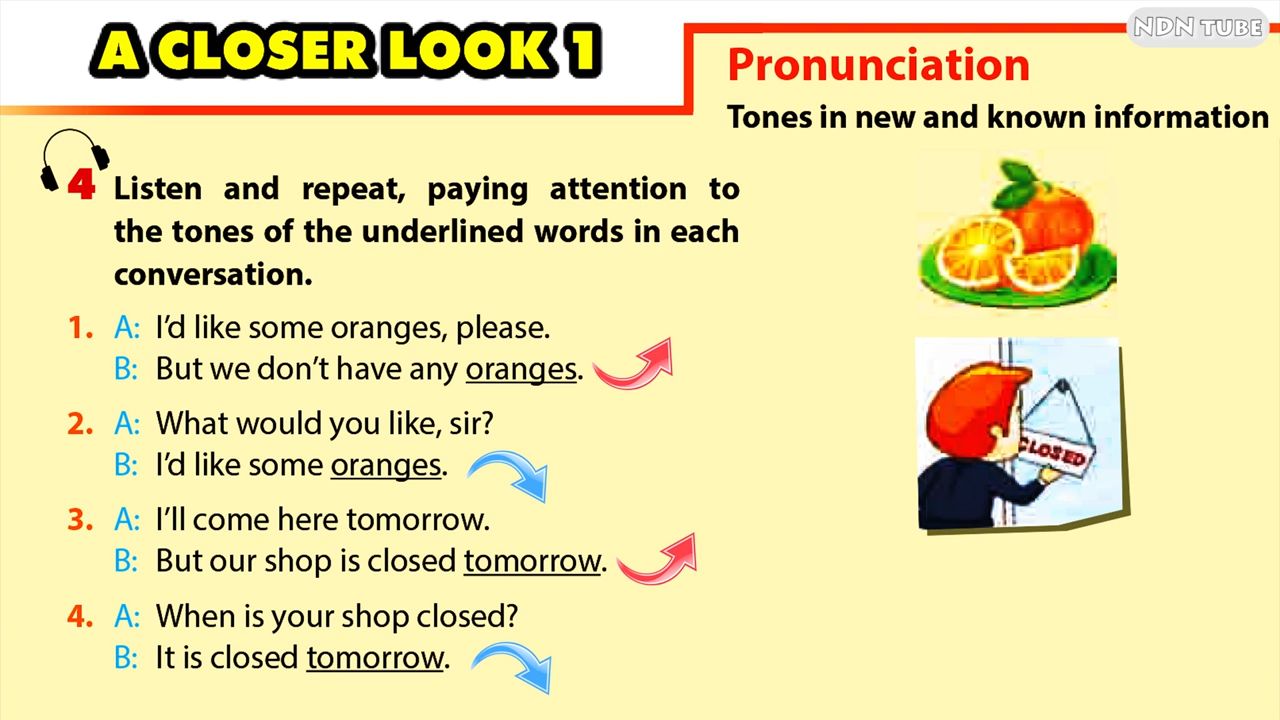 A CLOSER LOOK 1
NDN TUBE
Pronunciation
Tones in new and known information
4 Listen and repeat, paying attention to
the tones of the underlined words in each
conversation.
1. A: I’d like some oranges, please.
B: But we don’t have any oranges.
2. A: What would you like, sir?
B: I’d like some oranges.
3. A: I’ll come here tomorrow.
B: But our shop is closed tomorrow.
4. A: When is your shop closed?
B: It is closed tomorrow.
CLOSED